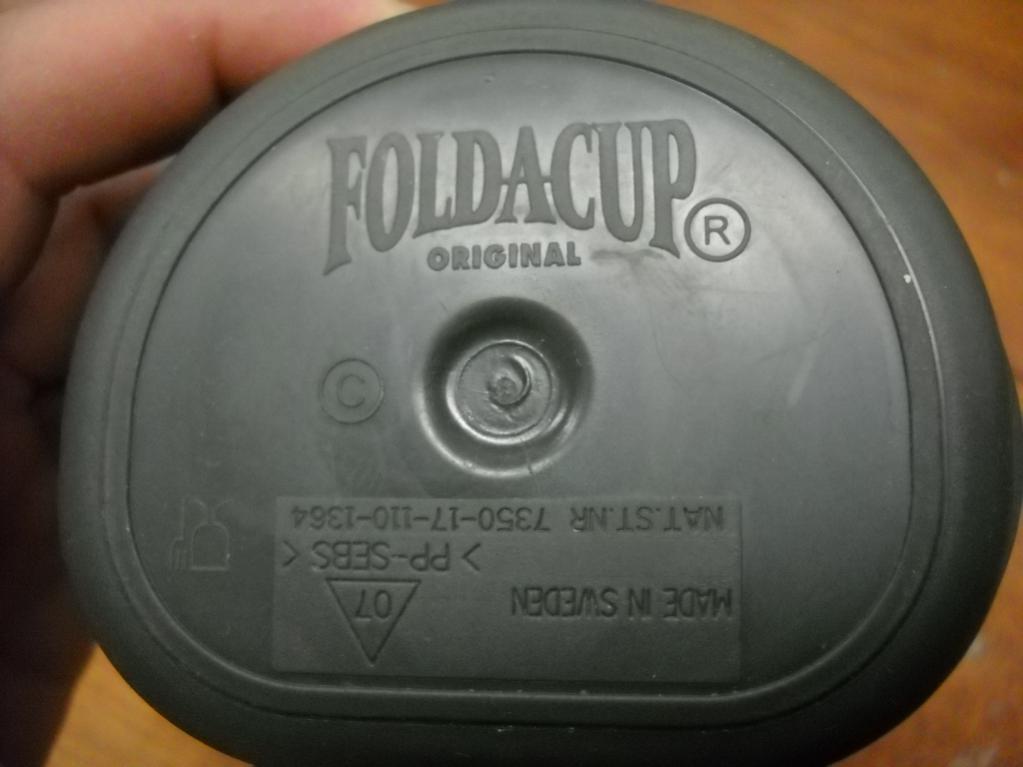 FOLDACUP®
ORIGINAL
©
MADE IN SWEDEN
07
> PP-SEBS <
NAT.ST.NR 7350-17-110-1364